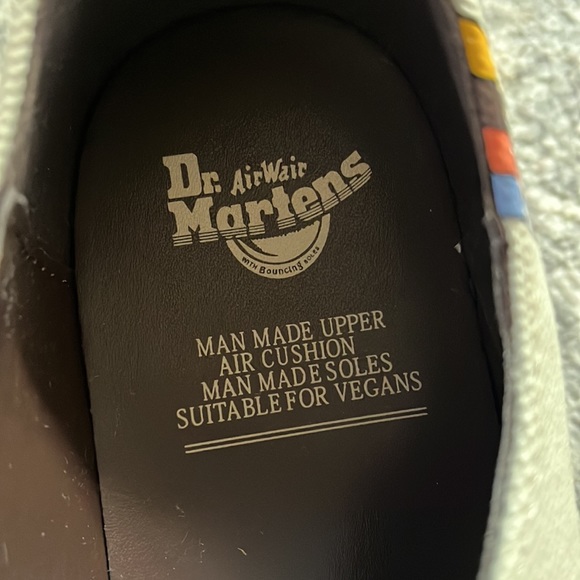 Dr. AirWair
Martens
WITH Bouncing SOLES
MAN MADE UPPER
AIR CUSHION
MAN MADE SOLES
SUITABLE FOR VEGANS